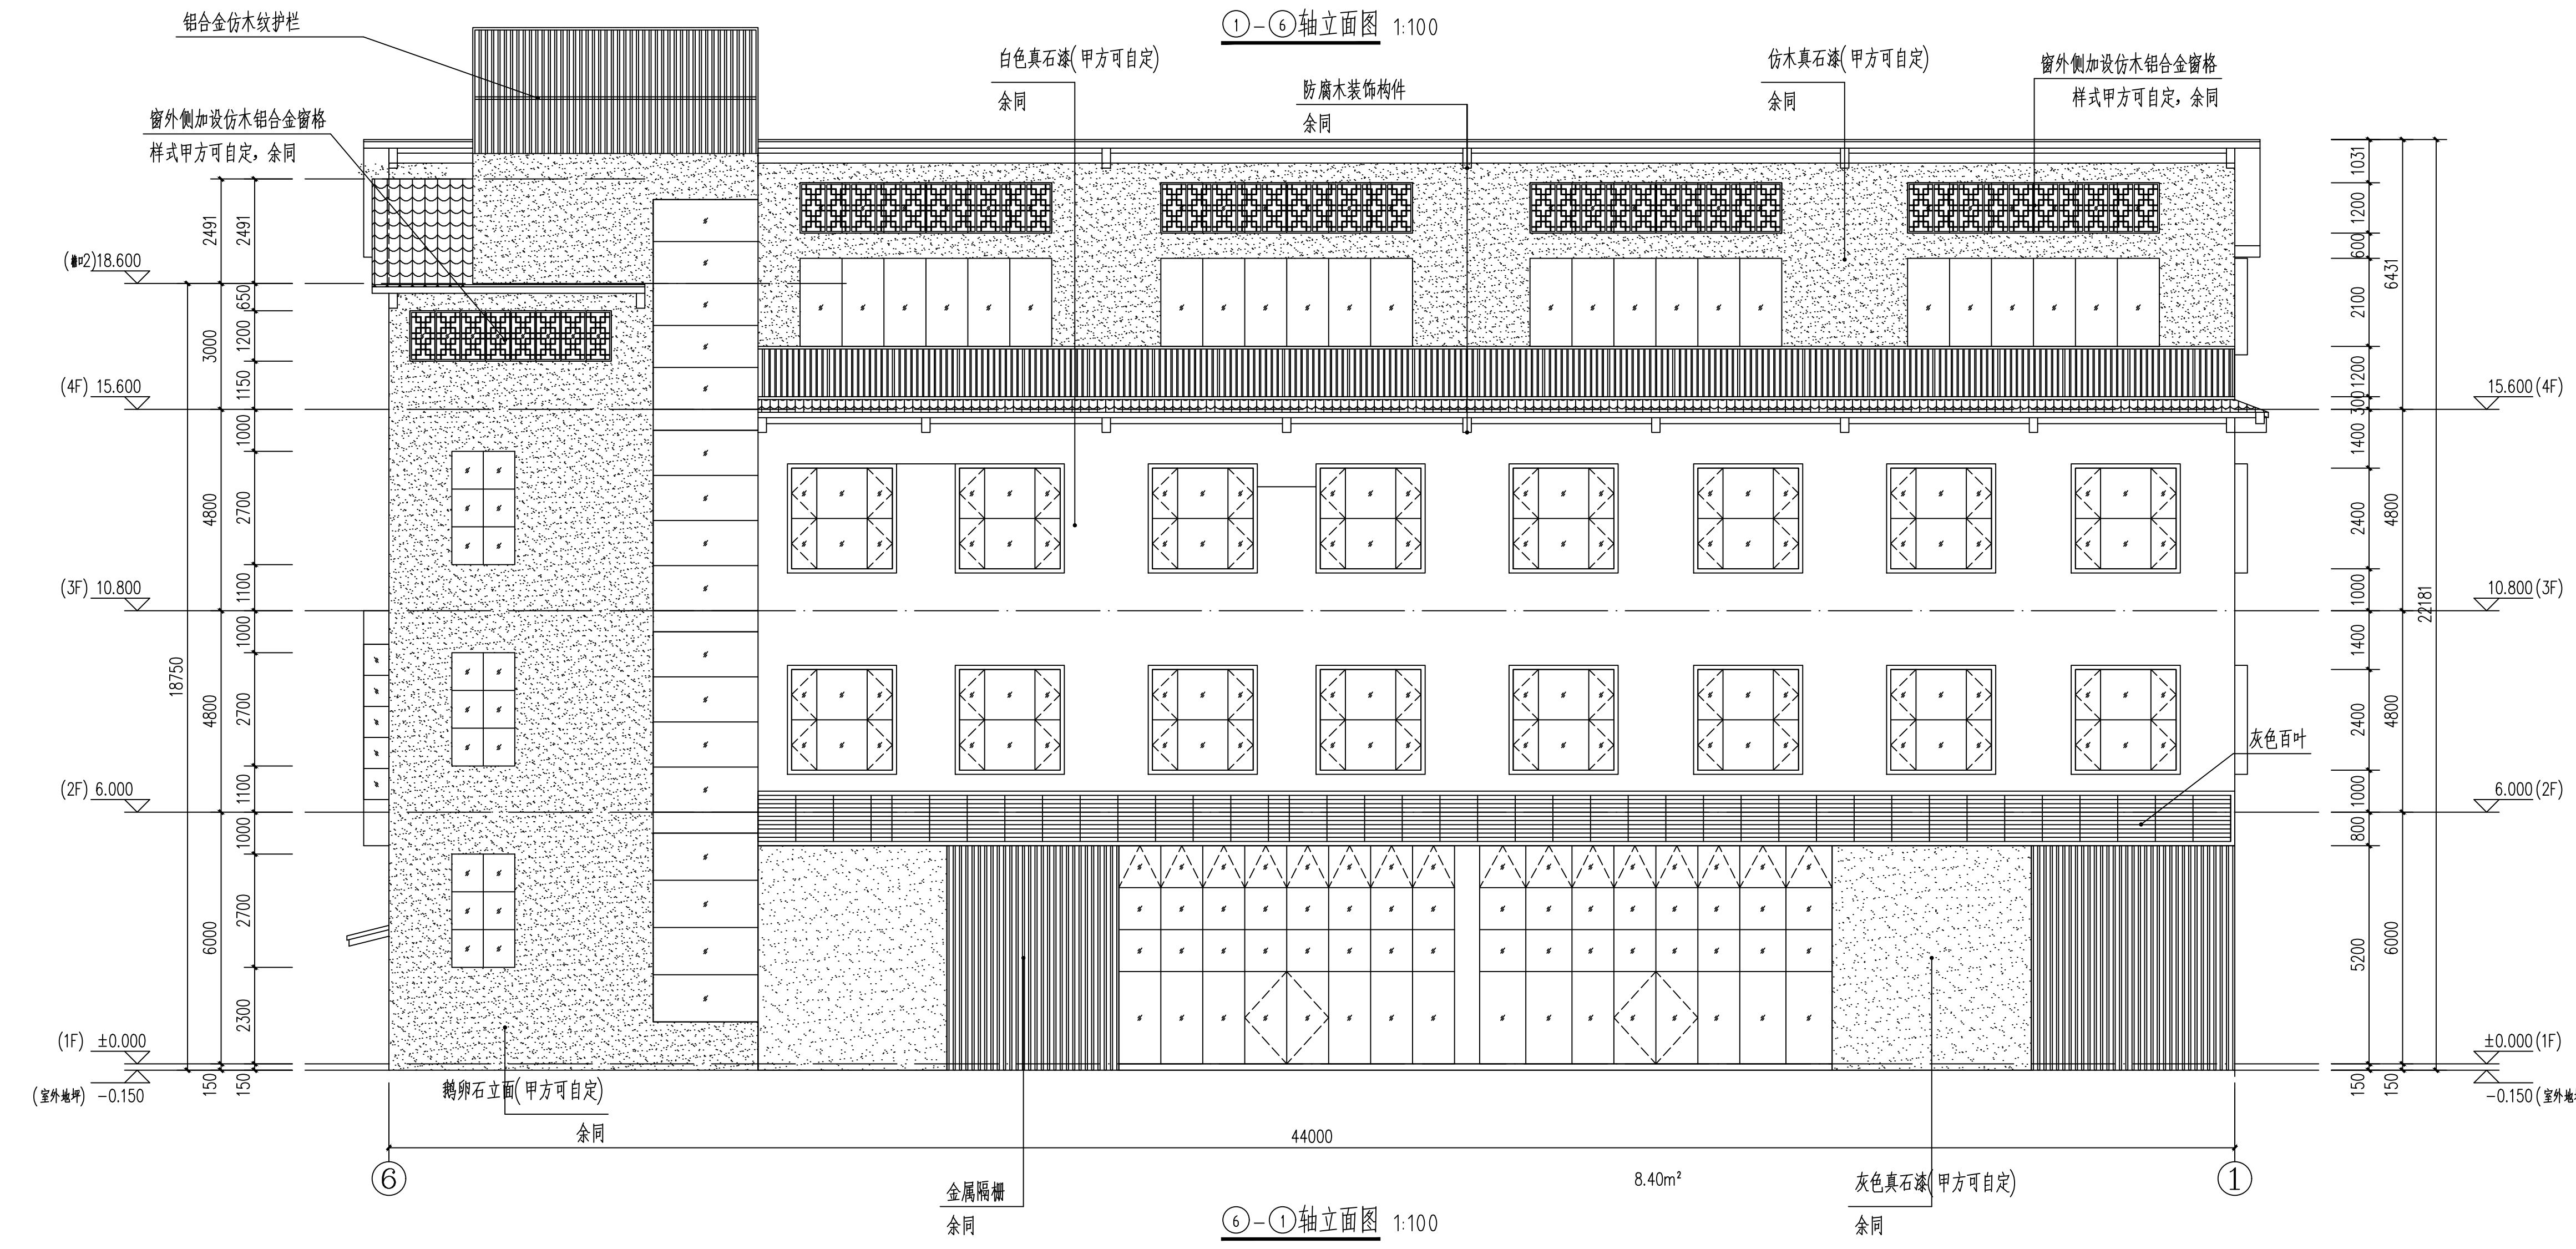 ①-⑥轴立面图 1:100
铝合金仿木纹护栏
窗外侧加设仿木铝合金窗格
样式甲方可自定，余同
白色真石漆(甲方可自定)
余同
防腐木装饰构件
余同
仿木真石漆(甲方可自定)
余同
窗外侧加设仿木铝合金窗格
样式甲方可自定，余同
(檐口2)18.600
(4F) 15.600
(3F) 10.800
(2F) 6.000
(1F) ±0.000
(室外地坪) -0.150
18750
2491
3000
4800
4800
6000
150
2491
650
1200
1150
1000
2700
1100
1000
2700
1100
1000
2700
2300
150
1031
1200
600
2100
1200
300
1400
2400
1000
1400
2400
1000
800
5200
150
6431
4800
4800
6000
150
22181
15.600(4F)
10.800(3F)
6.000(2F)
±0.000(1F)
-0.150(室外地
灰色百叶
鹅卵石立面(甲方可自定)
余同
44000
⑥
①
金属隔栅
余同
8.40m²
灰色真石漆(甲方可自定)
余同
⑥-①轴立面图 1:100